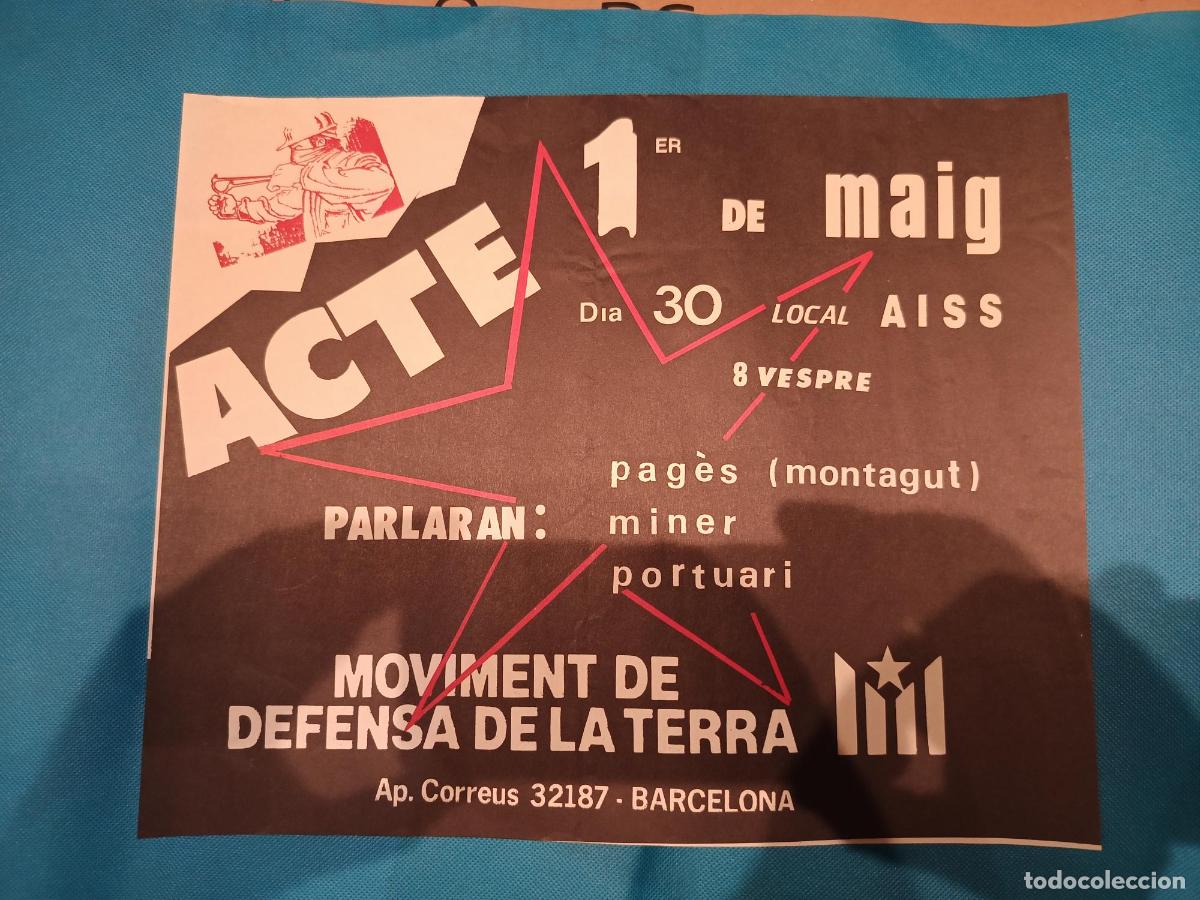 1ER DE maig
ACTE
Dia 30 LOCAL AISS
8 VESPRE
PARLARAN:
pagès (montagut)
miner
portuari
MOVIMENT DE
DEFENSA DE LA TERRA
Ap. Correus 32187 - BARCELONA
todocoleccion